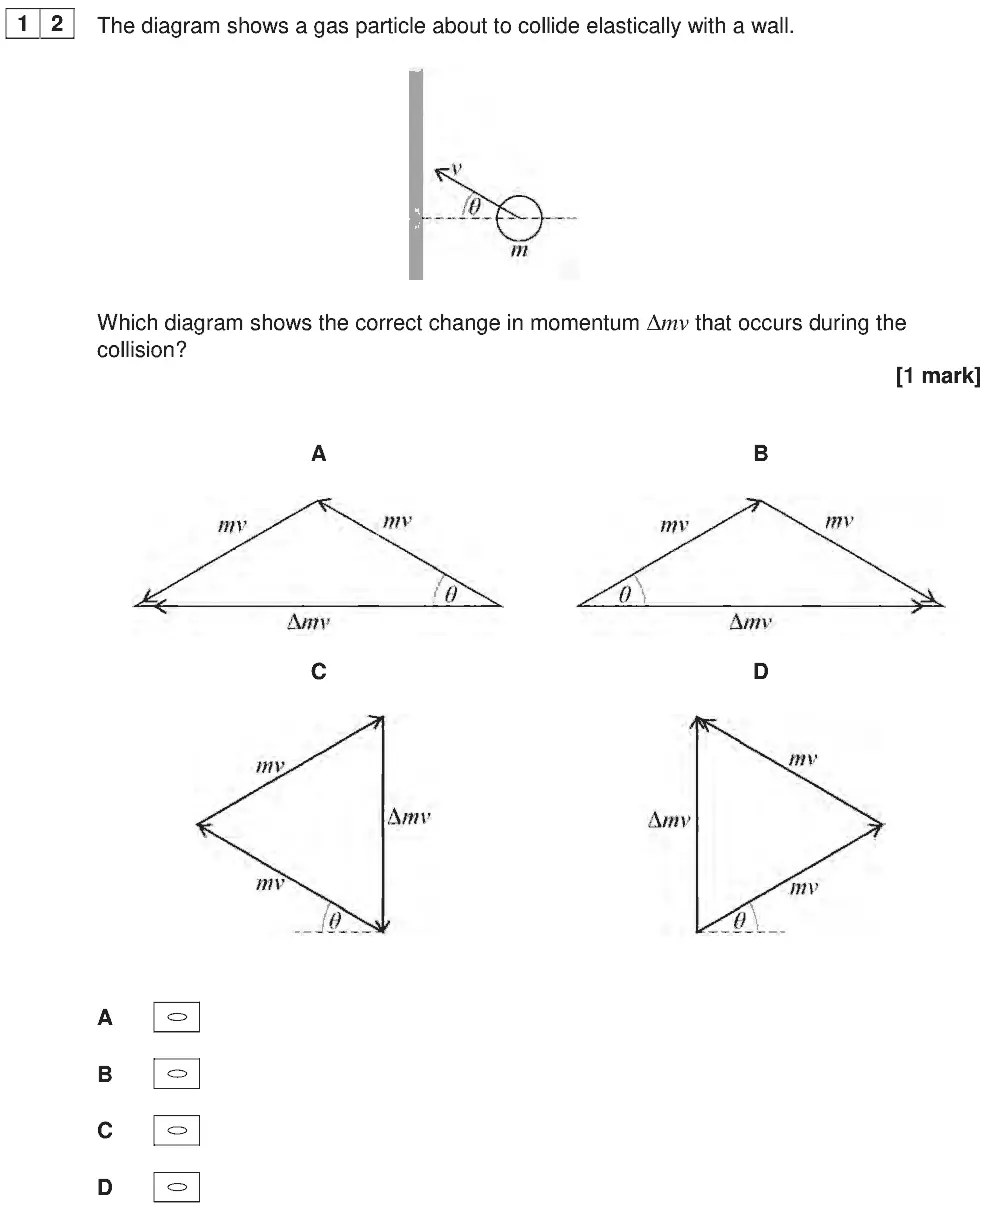 1 2 The diagram shows a gas particle about to collide elastically with a wall.
v
θ
m
Which diagram shows the correct change in momentum Δmv that occurs during the
collision?
[1 mark]
A B
mv mv mv mv
θ θ
Δmv Δmv
C D
mv mv
Δmv Δmv
mv mv
θ θ
A
B
C
D